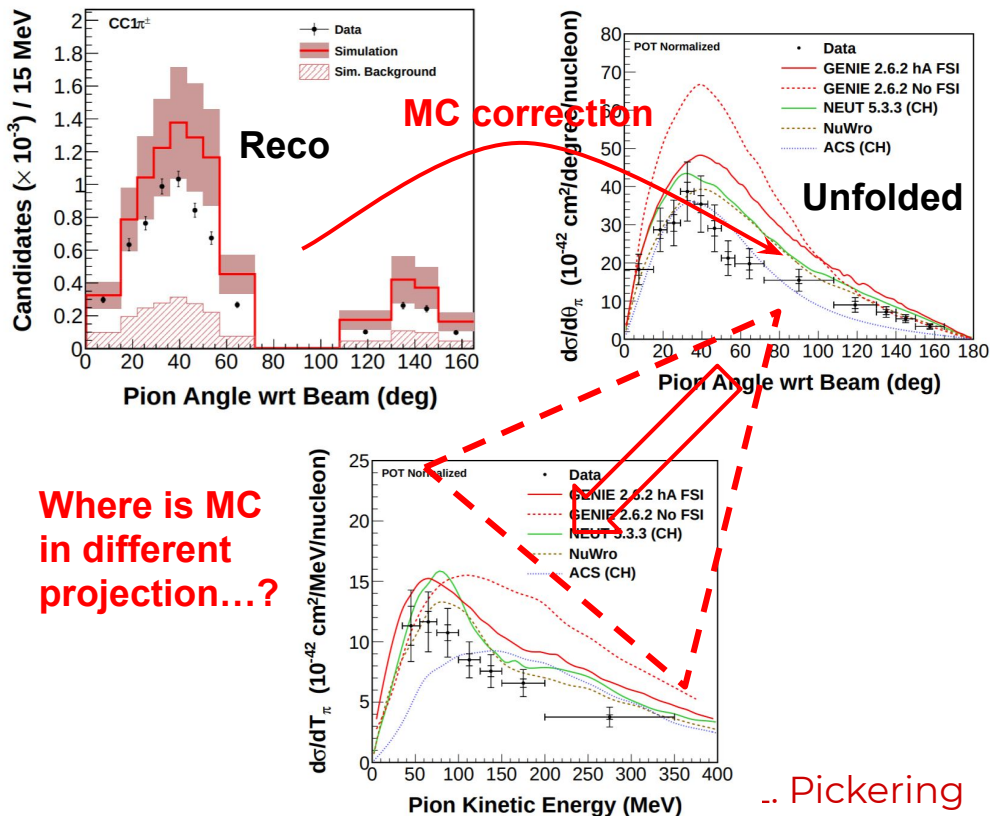 CC1π±
Data
Simulation
Sim. Background
Candidates (× 10⁻³) / 15 MeV
2
1.8
1.6
1.4
1.2
1
0.8
0.6
0.4
0.2
0
0 20 40 60 80 100 120 140 160
Pion Angle wrt Beam (deg)
Reco
MC correction
POT Normalized
Data
GENIE 2.6.2 hA FSI
GENIE 2.6.2 No FSI
NEUT 5.3.3 (CH)
NuWro
ACS (CH)
dσ/dθπ (10⁻⁴² cm²/degree/nucleon)
80
70
60
50
40
30
20
10
0
0 20 40 60 80 100 120 140 160 180
Pion Angle wrt Beam (deg)
Unfolded
Where is MC
in different
projection…?
POT Normalized
Data
GENIE 2.6.2 hA FSI
GENIE 2.6.2 No FSI
NEUT 5.3.3 (CH)
NuWro
ACS (CH)
dσ/dTπ (10⁻⁴² cm²/MeV/nucleon)
25
20
15
10
5
0
0 50 100 150 200 250 300 350 400
Pion Kinetic Energy (MeV)
Pickering